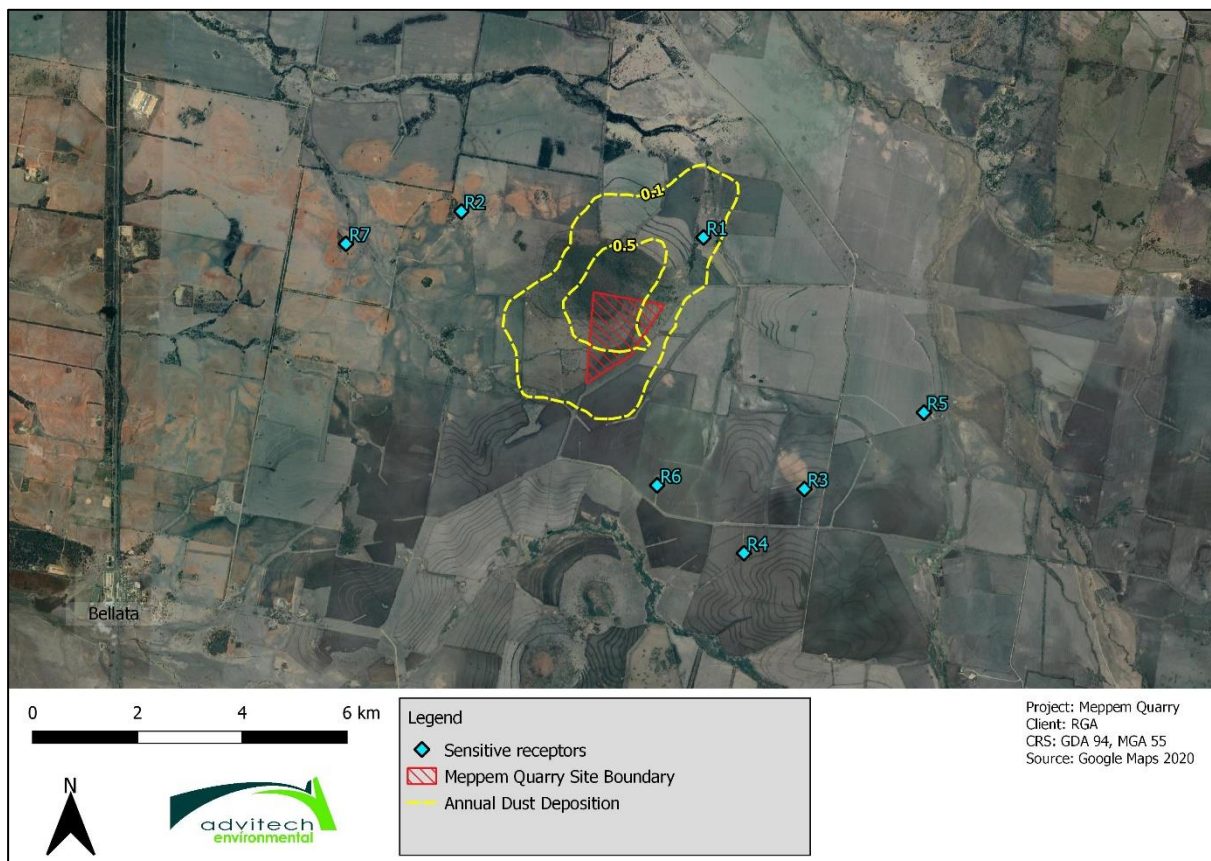 0.1
R2
R1
R7
0.5
R5
R6
R3
R4
Bellata
0 2 4 6 km
N
advitech
environmental
Legend
Sensitive receptors
Meppem Quarry Site Boundary
Annual Dust Deposition
Project: Meppem Quarry
Client: RGA
CRS: GDA 94, MGA 55
Source: Google Maps 2020